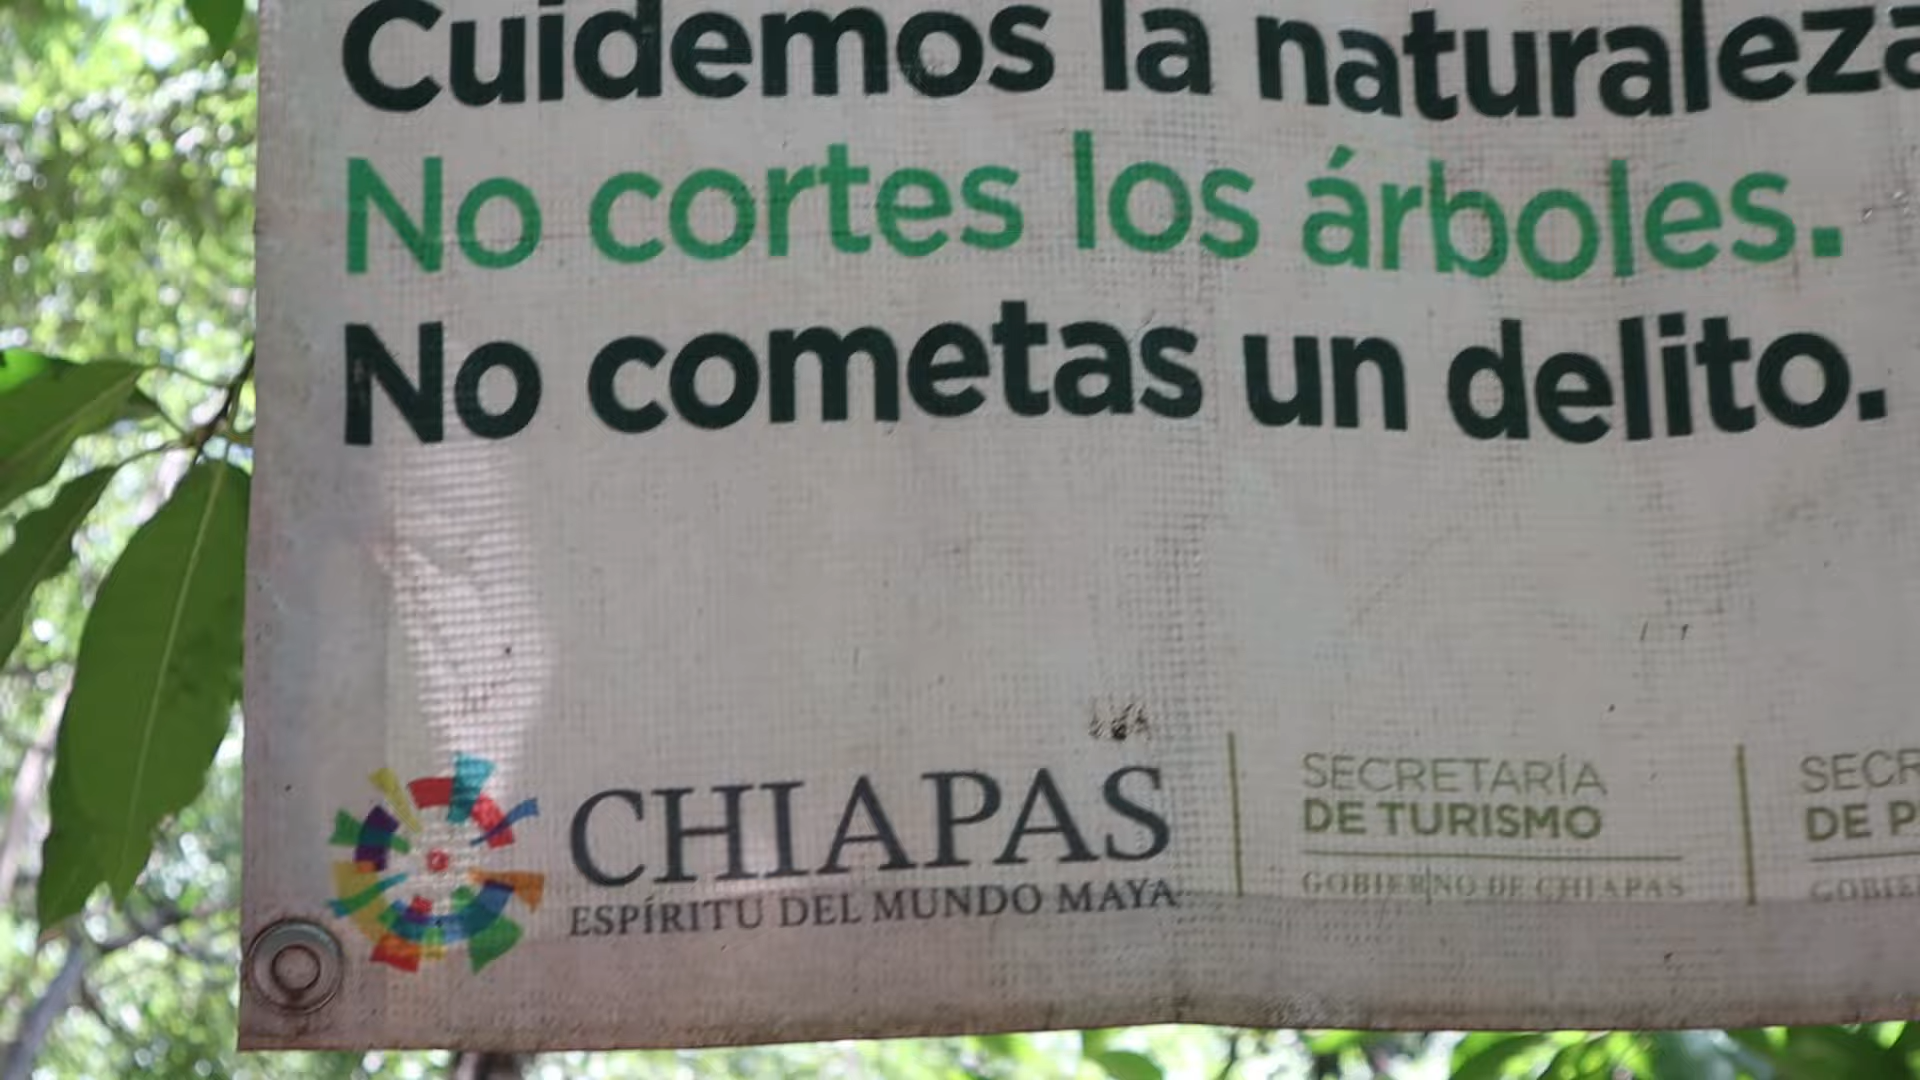 Cuidemos la naturaleza
No cortes los árboles.
No cometas un delito.
CHIAPAS
ESPÍRITU DEL MUNDO MAYA
SECRETARÍA
DE TURISMO
GOBIERNO DE CHIAPAS
SECR
DE P
GOBIE